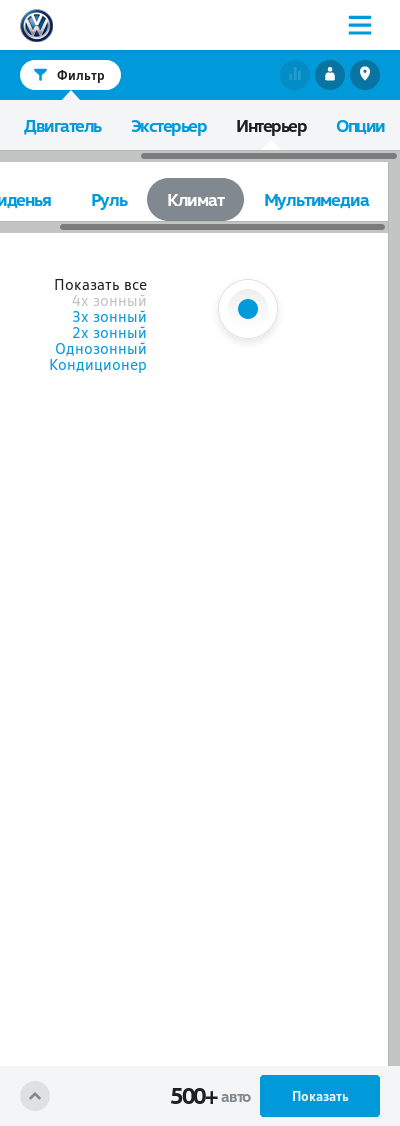 Фильтр
Двигатель Экстерьер Интерьер Опции
иденья Руль Климат Мультимедиа
Показать все
4х зонный
3х зонный
2х зонный
Однозонный
Кондиционер
500+ авто Показать